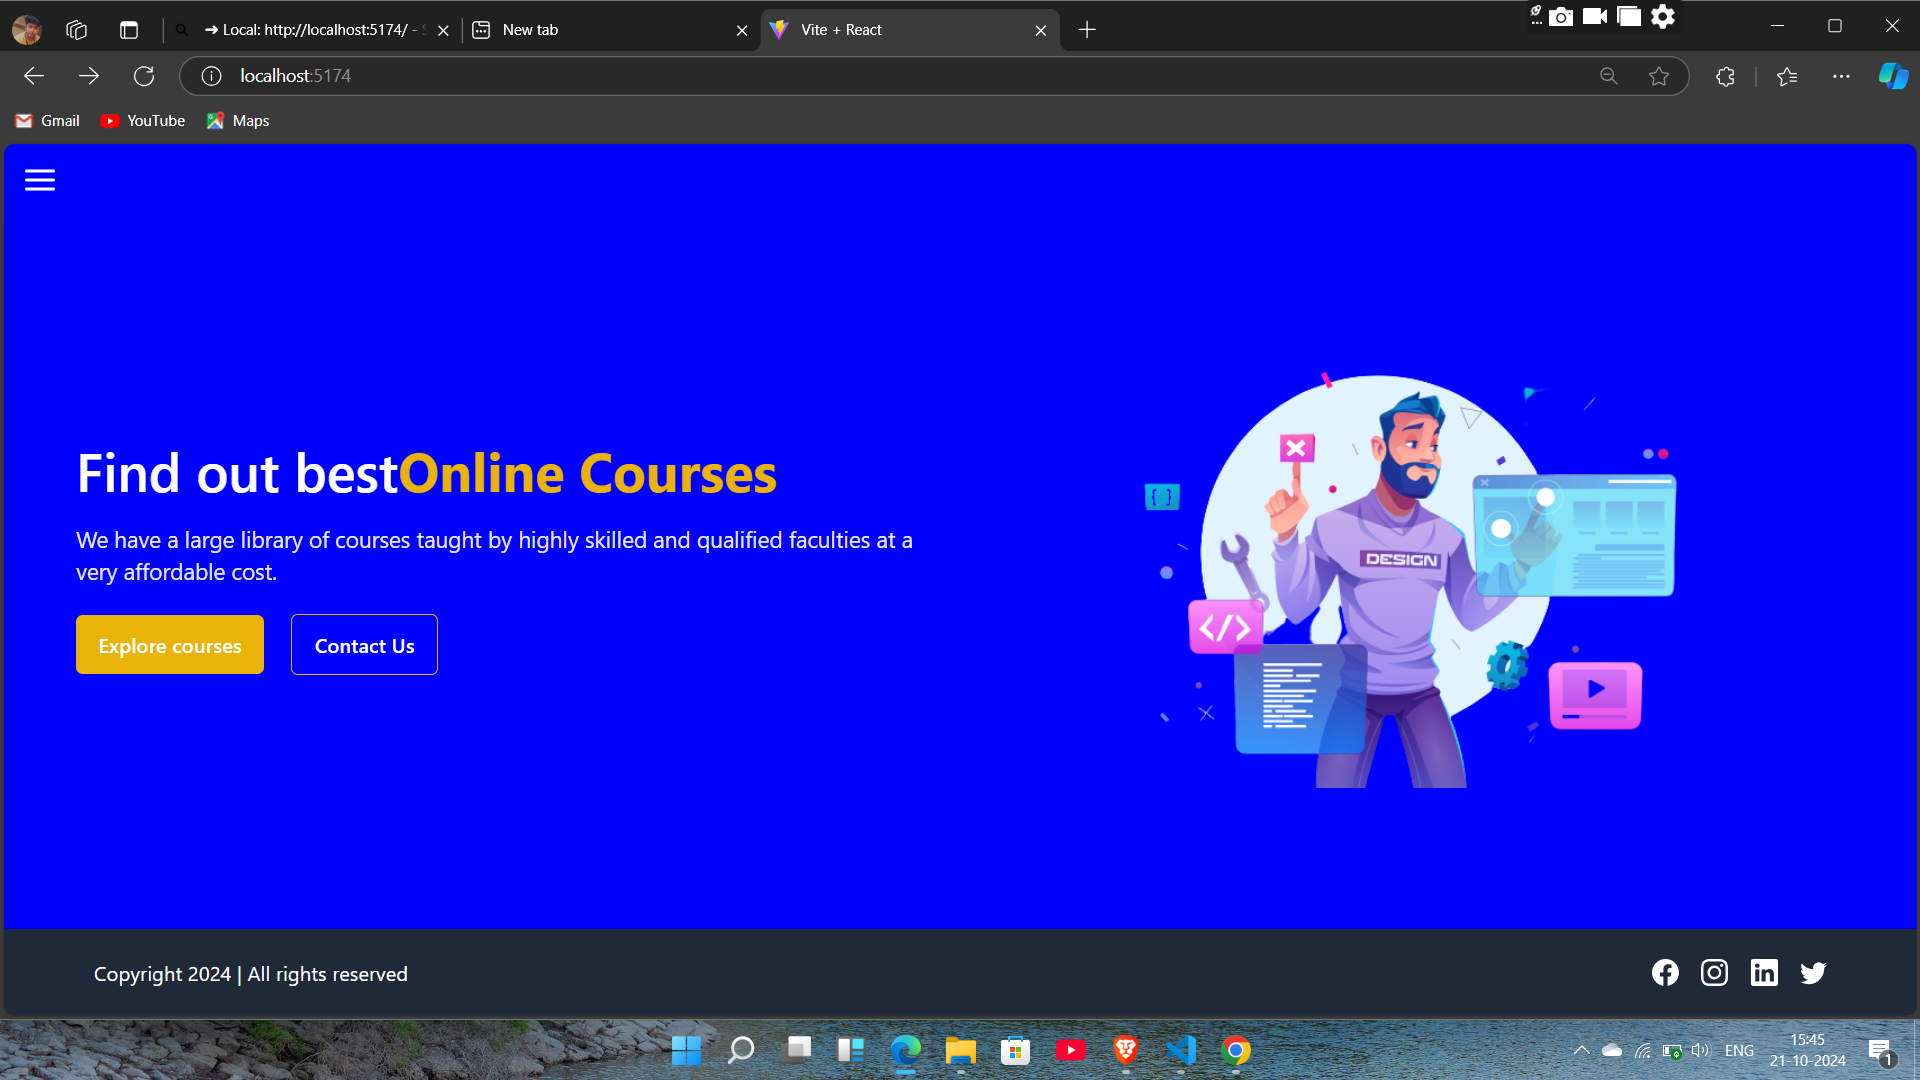 ➜ Local: http://localhost:5174/ -
New tab
Vite + React
localhost:5174
Gmail
YouTube
Maps
Find out bestOnline Courses
We have a large library of courses taught by highly skilled and qualified faculties at a
very affordable cost.
Explore courses
Contact Us
{ }
DESIGN
</>
Copyright 2024 | All rights reserved
ENG
15:45
21-10-2024
1